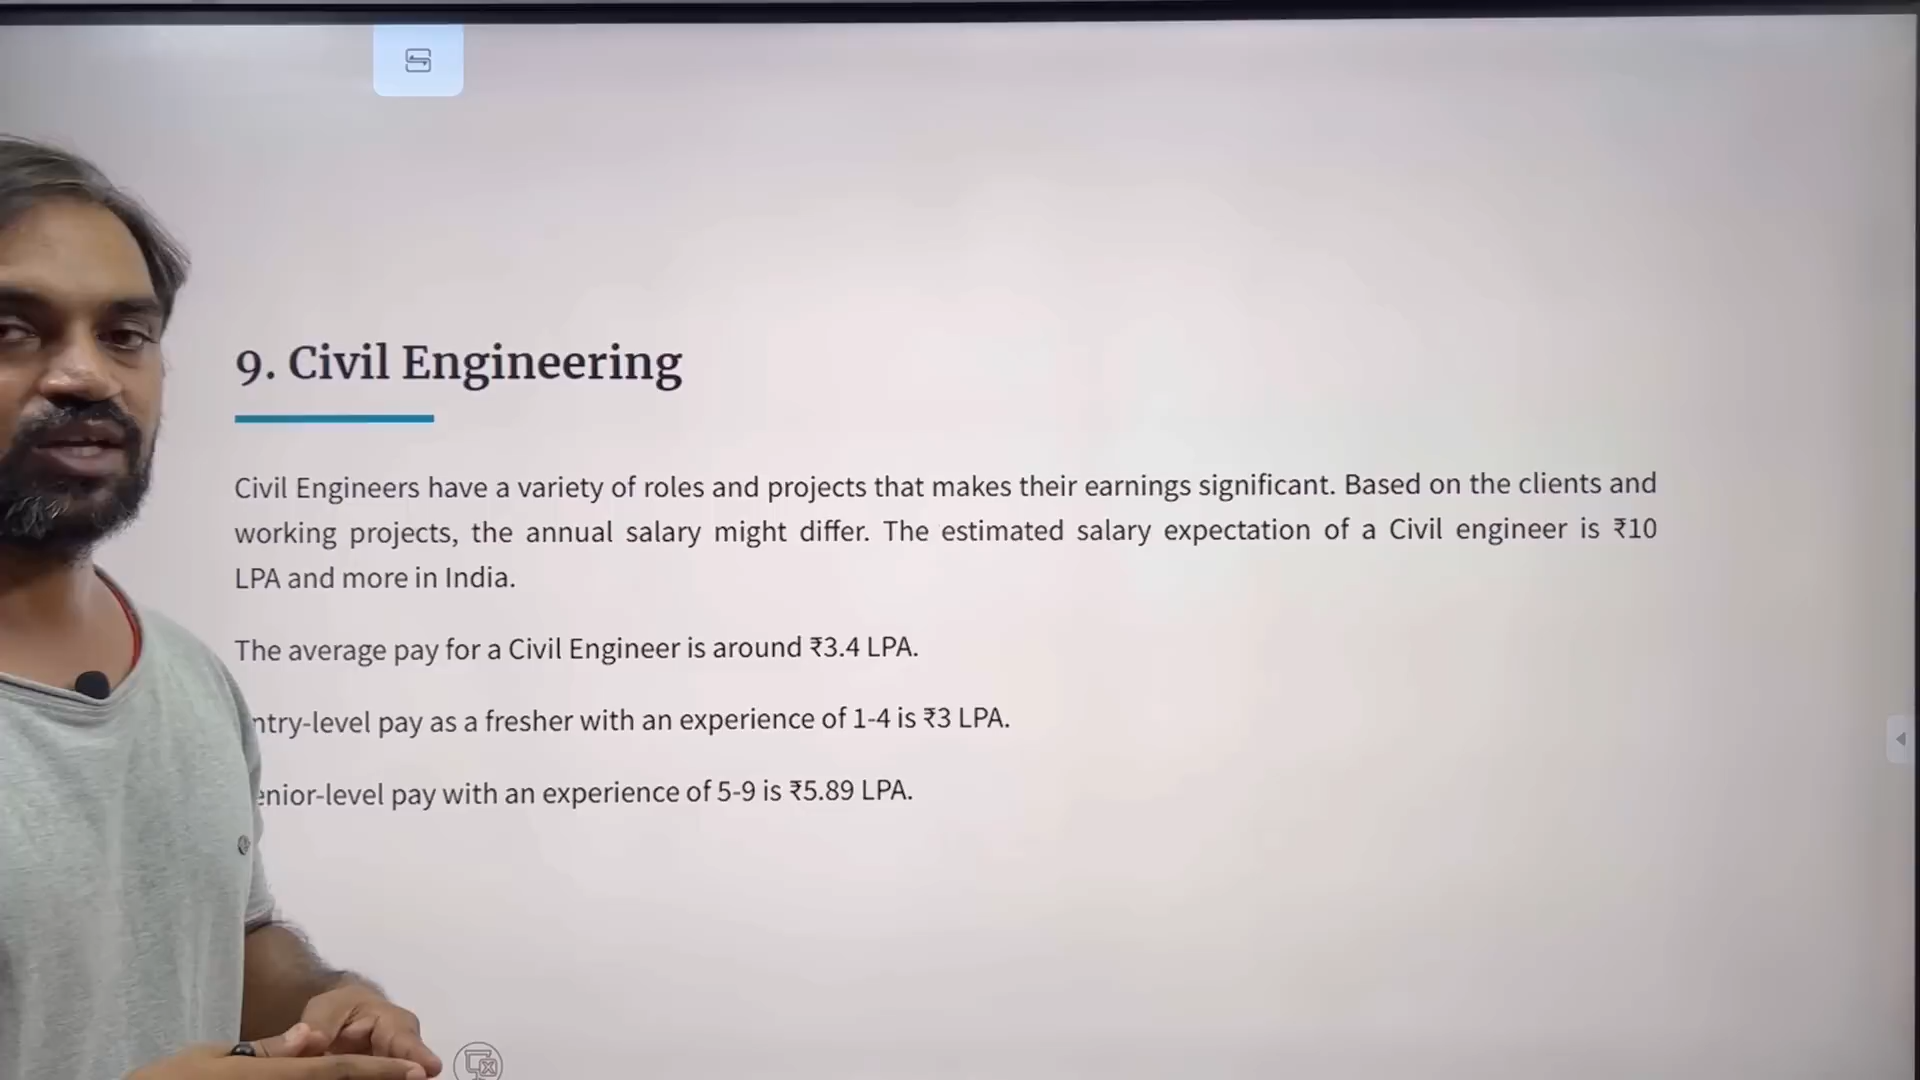 9. Civil Engineering
Civil Engineers have a variety of roles and projects that makes their earnings significant. Based on the clients and
working projects, the annual salary might differ. The estimated salary expectation of a Civil engineer is ₹10
LPA and more in India.
The average pay for a Civil Engineer is around ₹3.4 LPA.
ntry-level pay as a fresher with an experience of 1-4 is ₹3 LPA.
enior-level pay with an experience of 5-9 is ₹5.89 LPA.